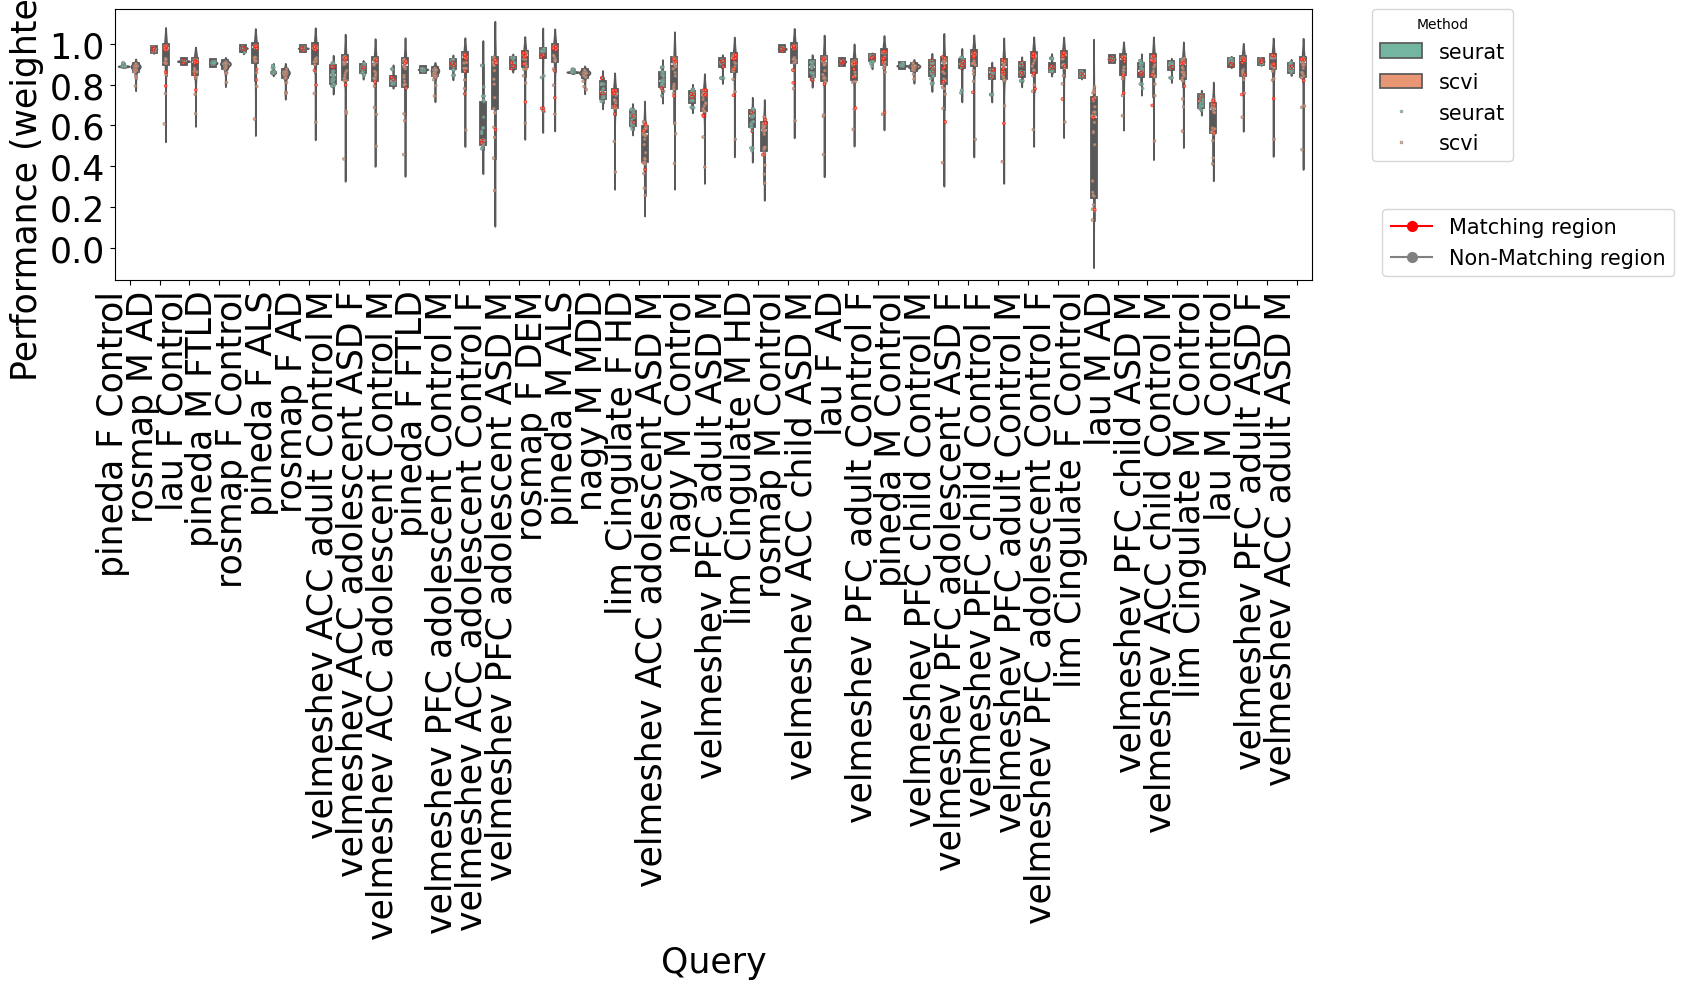 Performance (weighte
1.0
0.8
0.6
0.4
0.2
0.0
pineda F Control
rosmap M AD
lau F Control
pineda M FTLD
rosmap F Control
pineda F ALS
rosmap F AD
velmeshev ACC adult Control M
velmeshev ACC adolescent ASD F
velmeshev ACC adolescent Control M
pineda F FTLD
velmeshev PFC adolescent Control M
velmeshev ACC adolescent Control F
velmeshev PFC adolescent ASD M
rosmap F DEM
pineda M ALS
nagy M MDD
lim Cingulate F HD
velmeshev ACC adolescent ASD M
nagy M Control
velmeshev PFC adult ASD M
lim Cingulate M HD
rosmap M Control
velmeshev ACC child ASD M
lau F AD
velmeshev PFC adult Control F
pineda M Control
velmeshev PFC child Control M
velmeshev PFC adolescent ASD F
velmeshev PFC child Control F
velmeshev PFC adult Control M
velmeshev PFC adolescent Control F
lim Cingulate F Control
lau M AD
velmeshev PFC child ASD M
velmeshev ACC child Control M
lim Cingulate M Control
lau M Control
velmeshev PFC adult ASD F
velmeshev ACC adult ASD M
Query
Method
seurat
scvi
seurat
scvi
Matching region
Non-Matching region